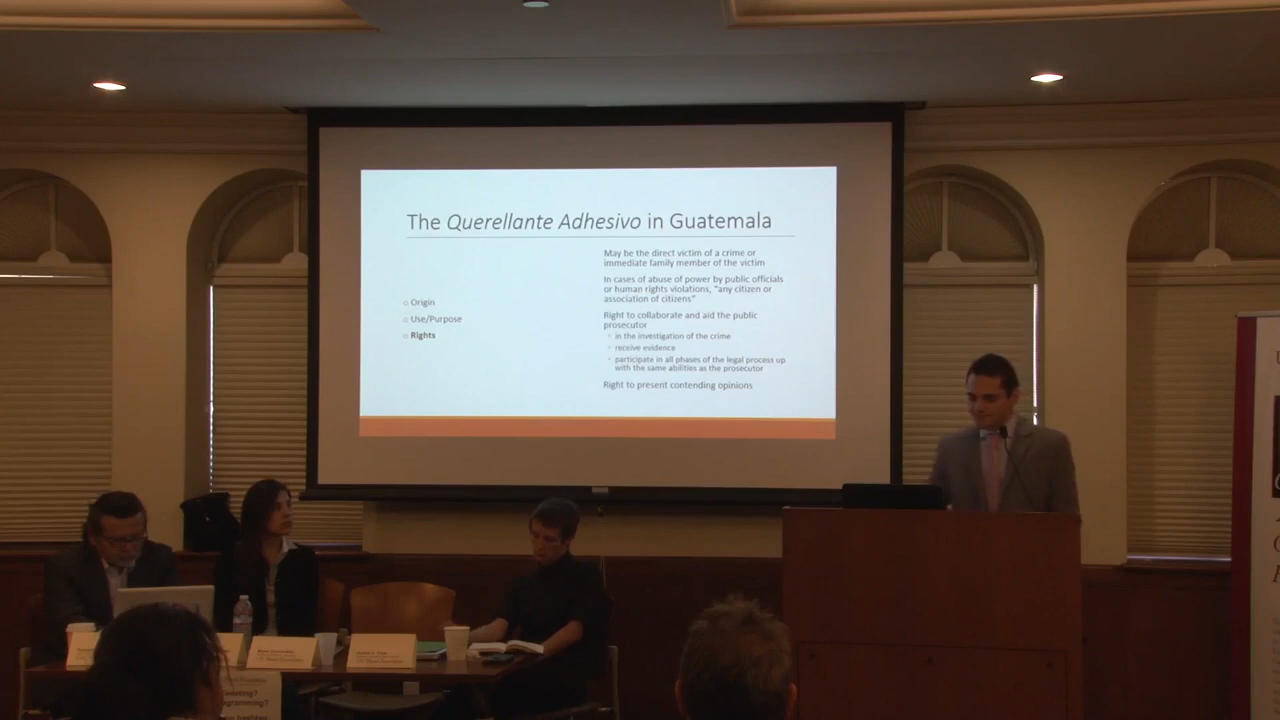 The Querellante Adhesivo in Guatemala
Origin
Use/Purpose
Rights
May be the direct victim of a crime or
immediate family member of the victim
In cases of abuse of power by public officials
or human rights violations, "any citizen or
association of citizens"
Right to collaborate and aid the public
prosecutor
in the investigation of the crime
receive evidence
participate in all phases of the legal process up
with the same abilities as the prosecutor
Right to present contending opinions